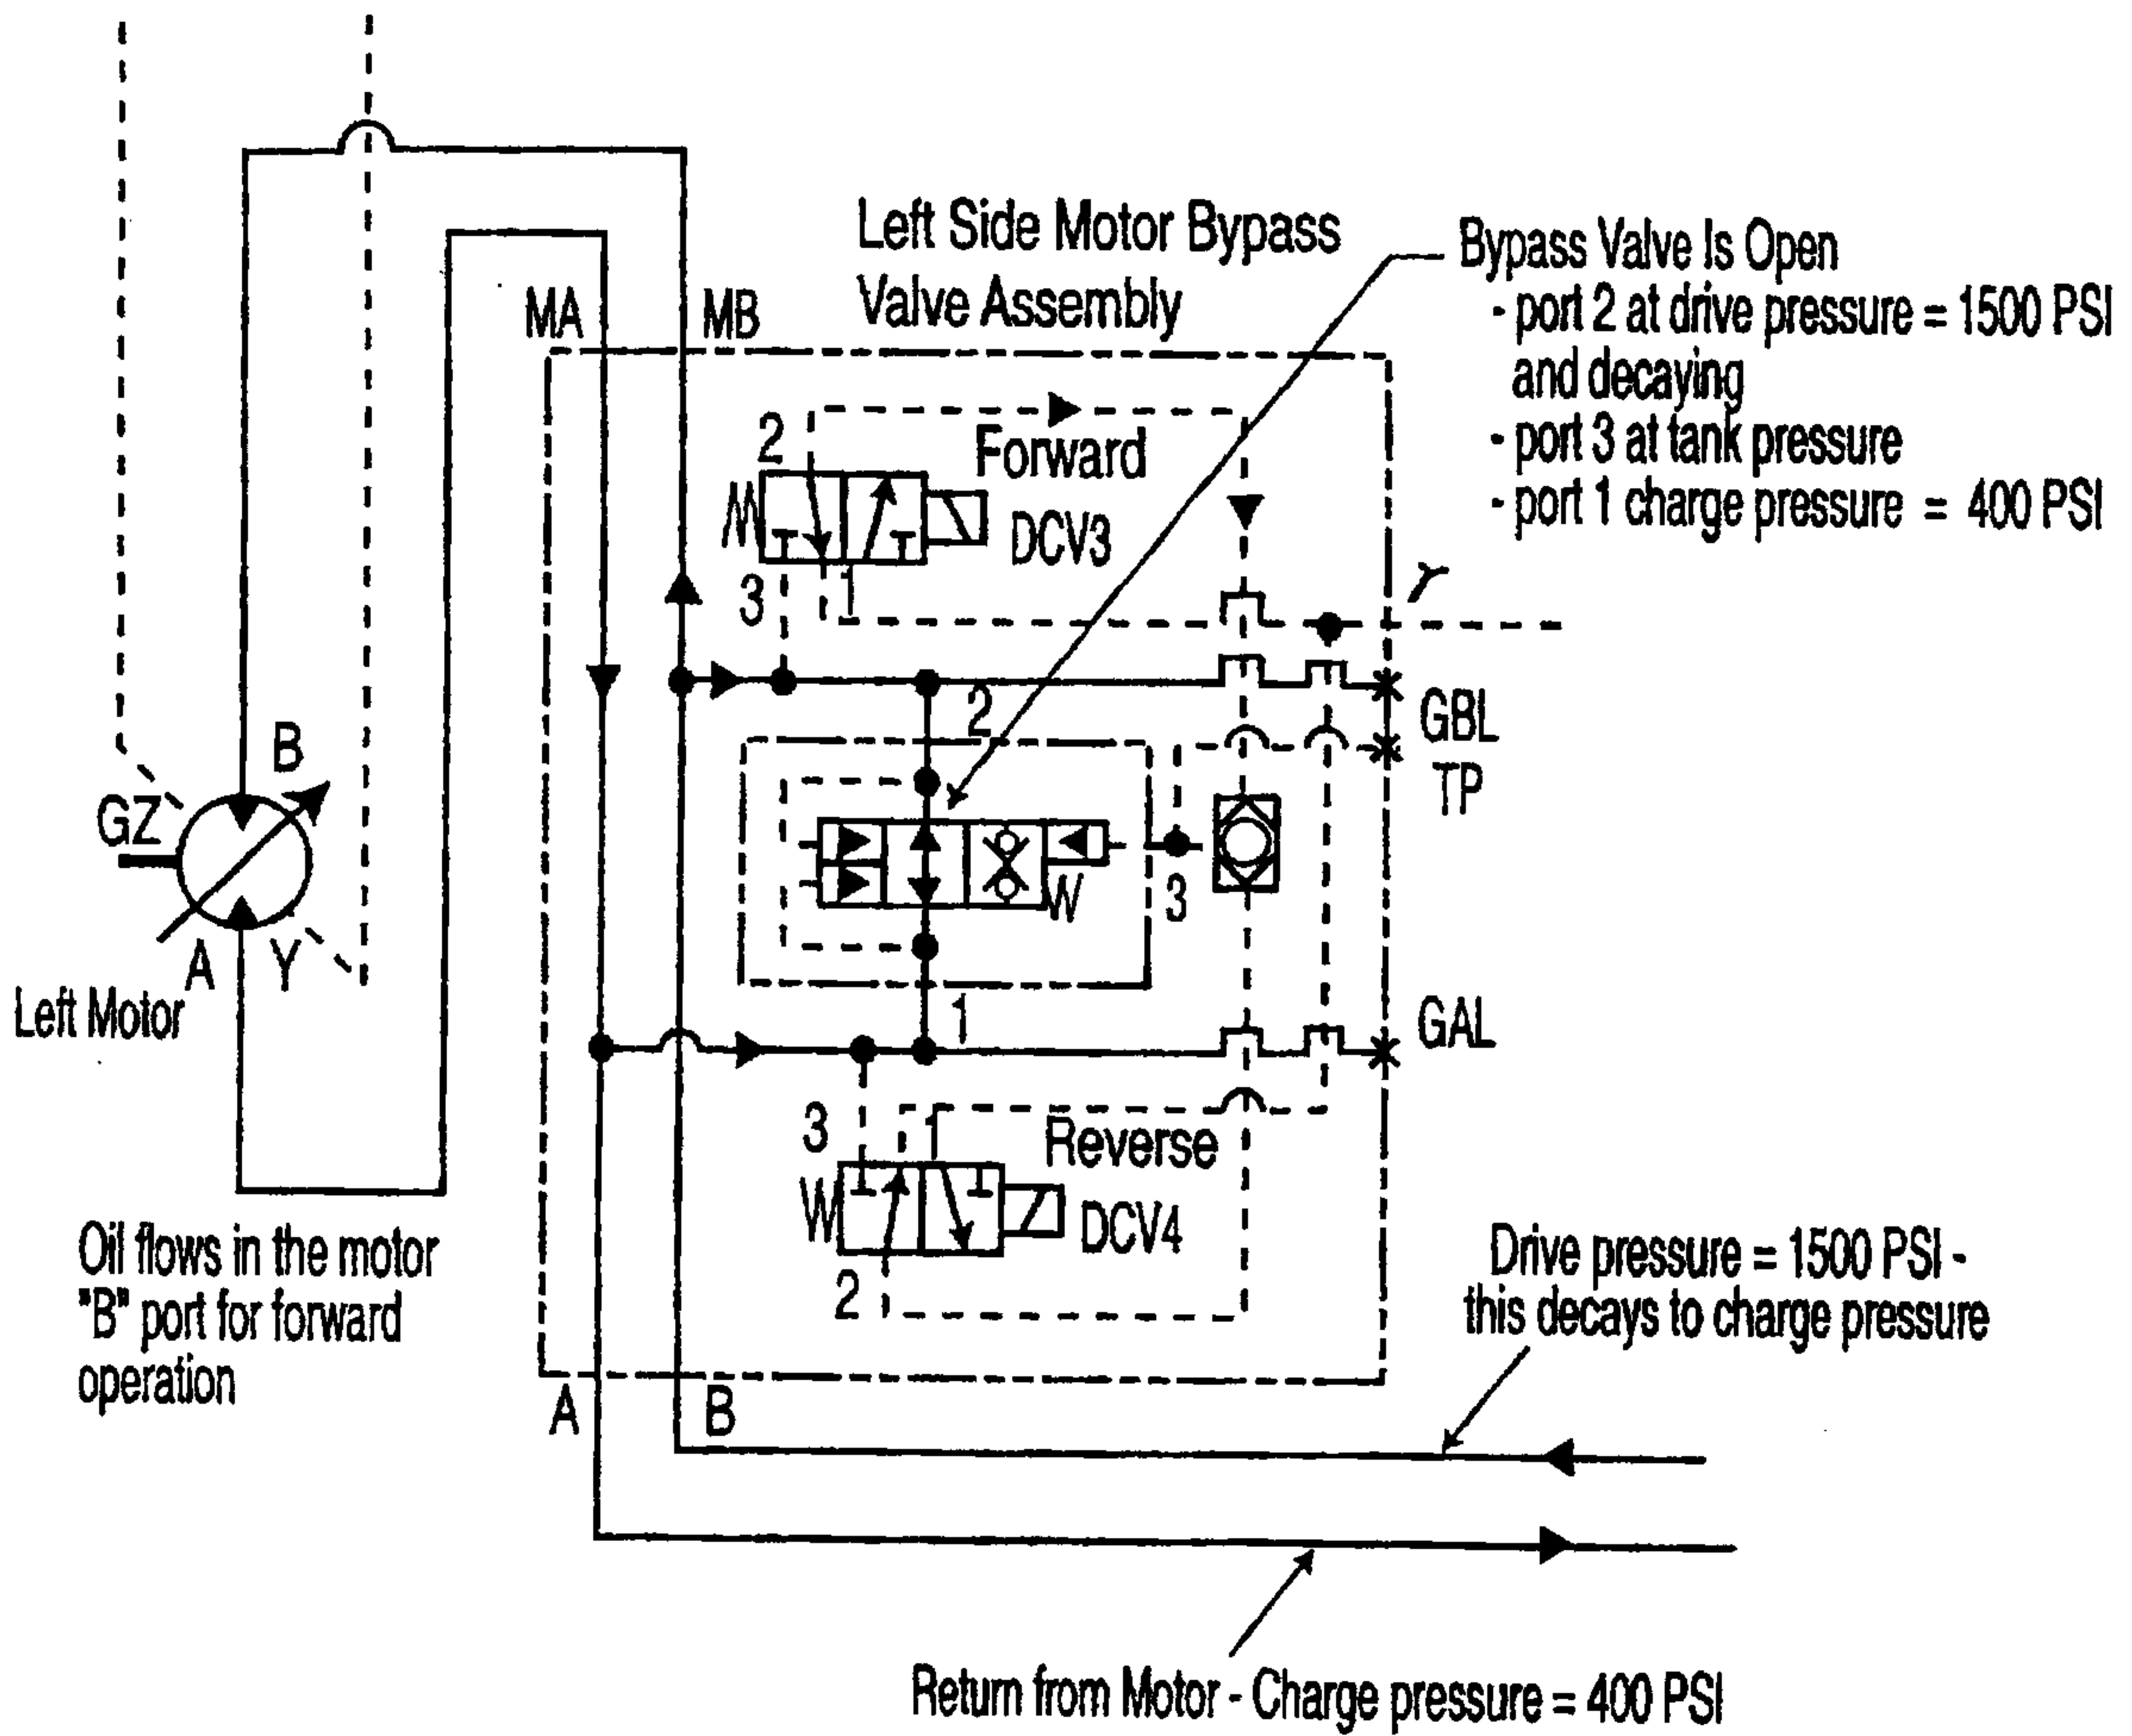 Left Side Motor Bypass
Valve Assembly
Bypass Valve Is Open
- port 2 at drive pressure = 1500 PSI
and decaying
- port 3 at tank pressure
- port 1 charge pressure = 400 PSI
MA
MB
2
Forward
DCV3
3
1
Y
2
GBL
TP
B
GZ
A
Y
Left Motor
3
1
GAL
3
1
Reverse
DCV4
2
Oil flows in the motor
"B" port for forward
operation
Drive pressure = 1500 PSI -
this decays to charge pressure
A
B
Return from Motor - Charge pressure = 400 PSI